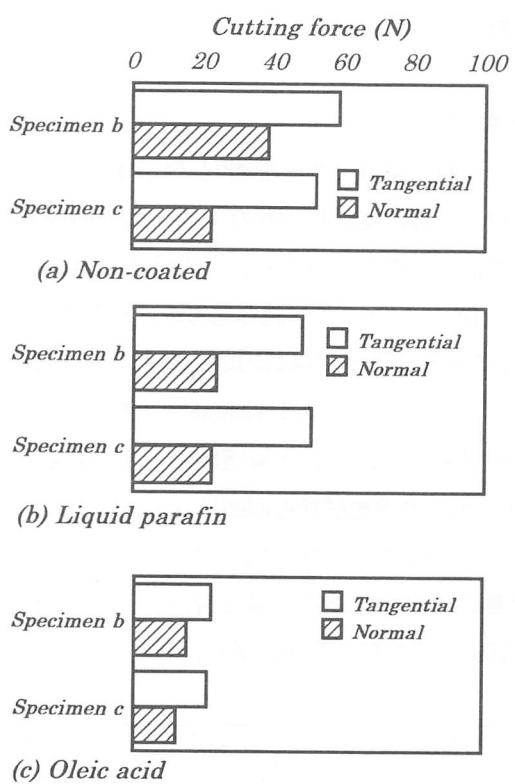 Cutting force (N)
0 20 40 60 80 100
Specimen b
Tangential
Normal
Specimen c
(a) Non-coated
Specimen b
Tangential
Normal
Specimen c
(b) Liquid parafin
Specimen b
Tangential
Normal
Specimen c
(c) Oleic acid